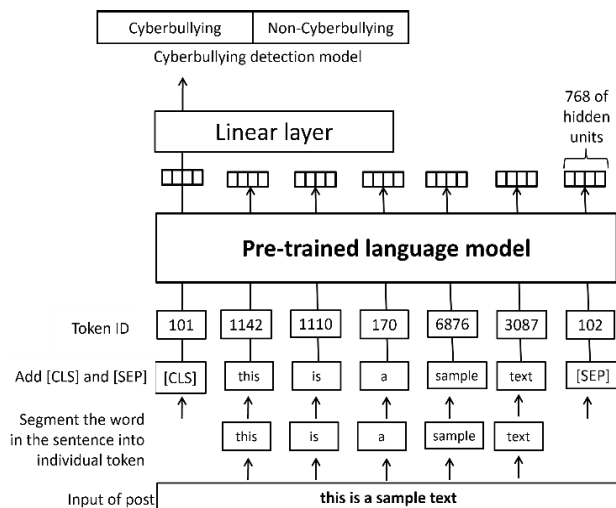 Cyberbullying Non-Cyberbullying
Cyberbullying detection model
768 of
hidden
units
Linear layer
Pre-trained language model
Token ID 101 1142 1110 170 6876 3087 102
Add [CLS] and [SEP] [CLS] this is a sample text [SEP]
Segment the word
in the sentence into
individual token
this is a sample text
Input of post this is a sample text